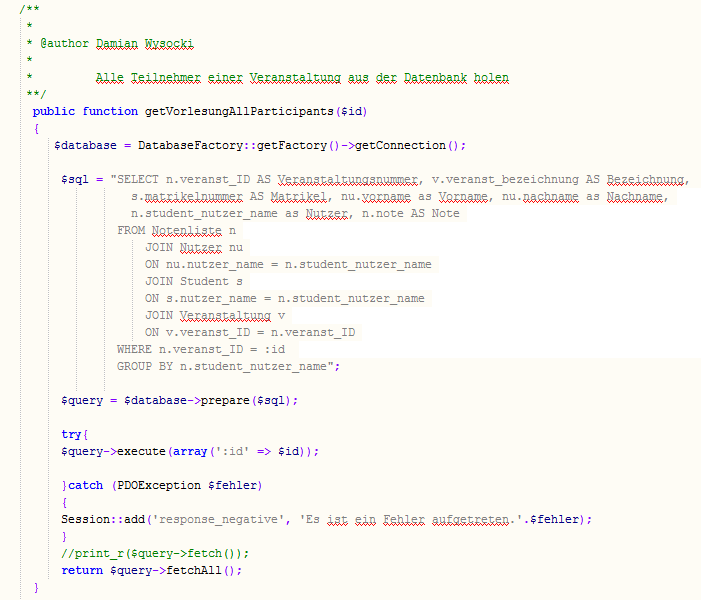 /**
*
* @author Damian Wysocki
*
* Alle Teilnehmer einer Veranstaltung aus der Datenbank holen
**/
public function getVorlesungAllParticipants($id)
{
$database = DatabaseFactory::getFactory()->getConnection();
$sql = "SELECT n.veranst_ID AS Veranstaltungsnummer, v.veranst_bezeichnung AS Bezeichnung,
s.matrikelnummer AS Matrikel, nu.vorname as Vorname, nu.nachname as Nachname,
n.student_nutzer_name as Nutzer, n.note AS Note
FROM Notenliste n
JOIN Nutzer nu
ON nu.nutzer_name = n.student_nutzer_name
JOIN Student s
ON s.nutzer_name = n.student_nutzer_name
JOIN Veranstaltung v
ON v.veranst_ID = n.veranst_ID
WHERE n.veranst_ID = :id
GROUP BY n.student_nutzer_name";
$query = $database->prepare($sql);
try{
$query->execute(array(':id' => $id));
}catch (PDOException $fehler)
{
Session::add('response_negative', 'Es ist ein Fehler aufgetreten.'.$fehler);
}
//print_r($query->fetch());
return $query->fetchAll();
}